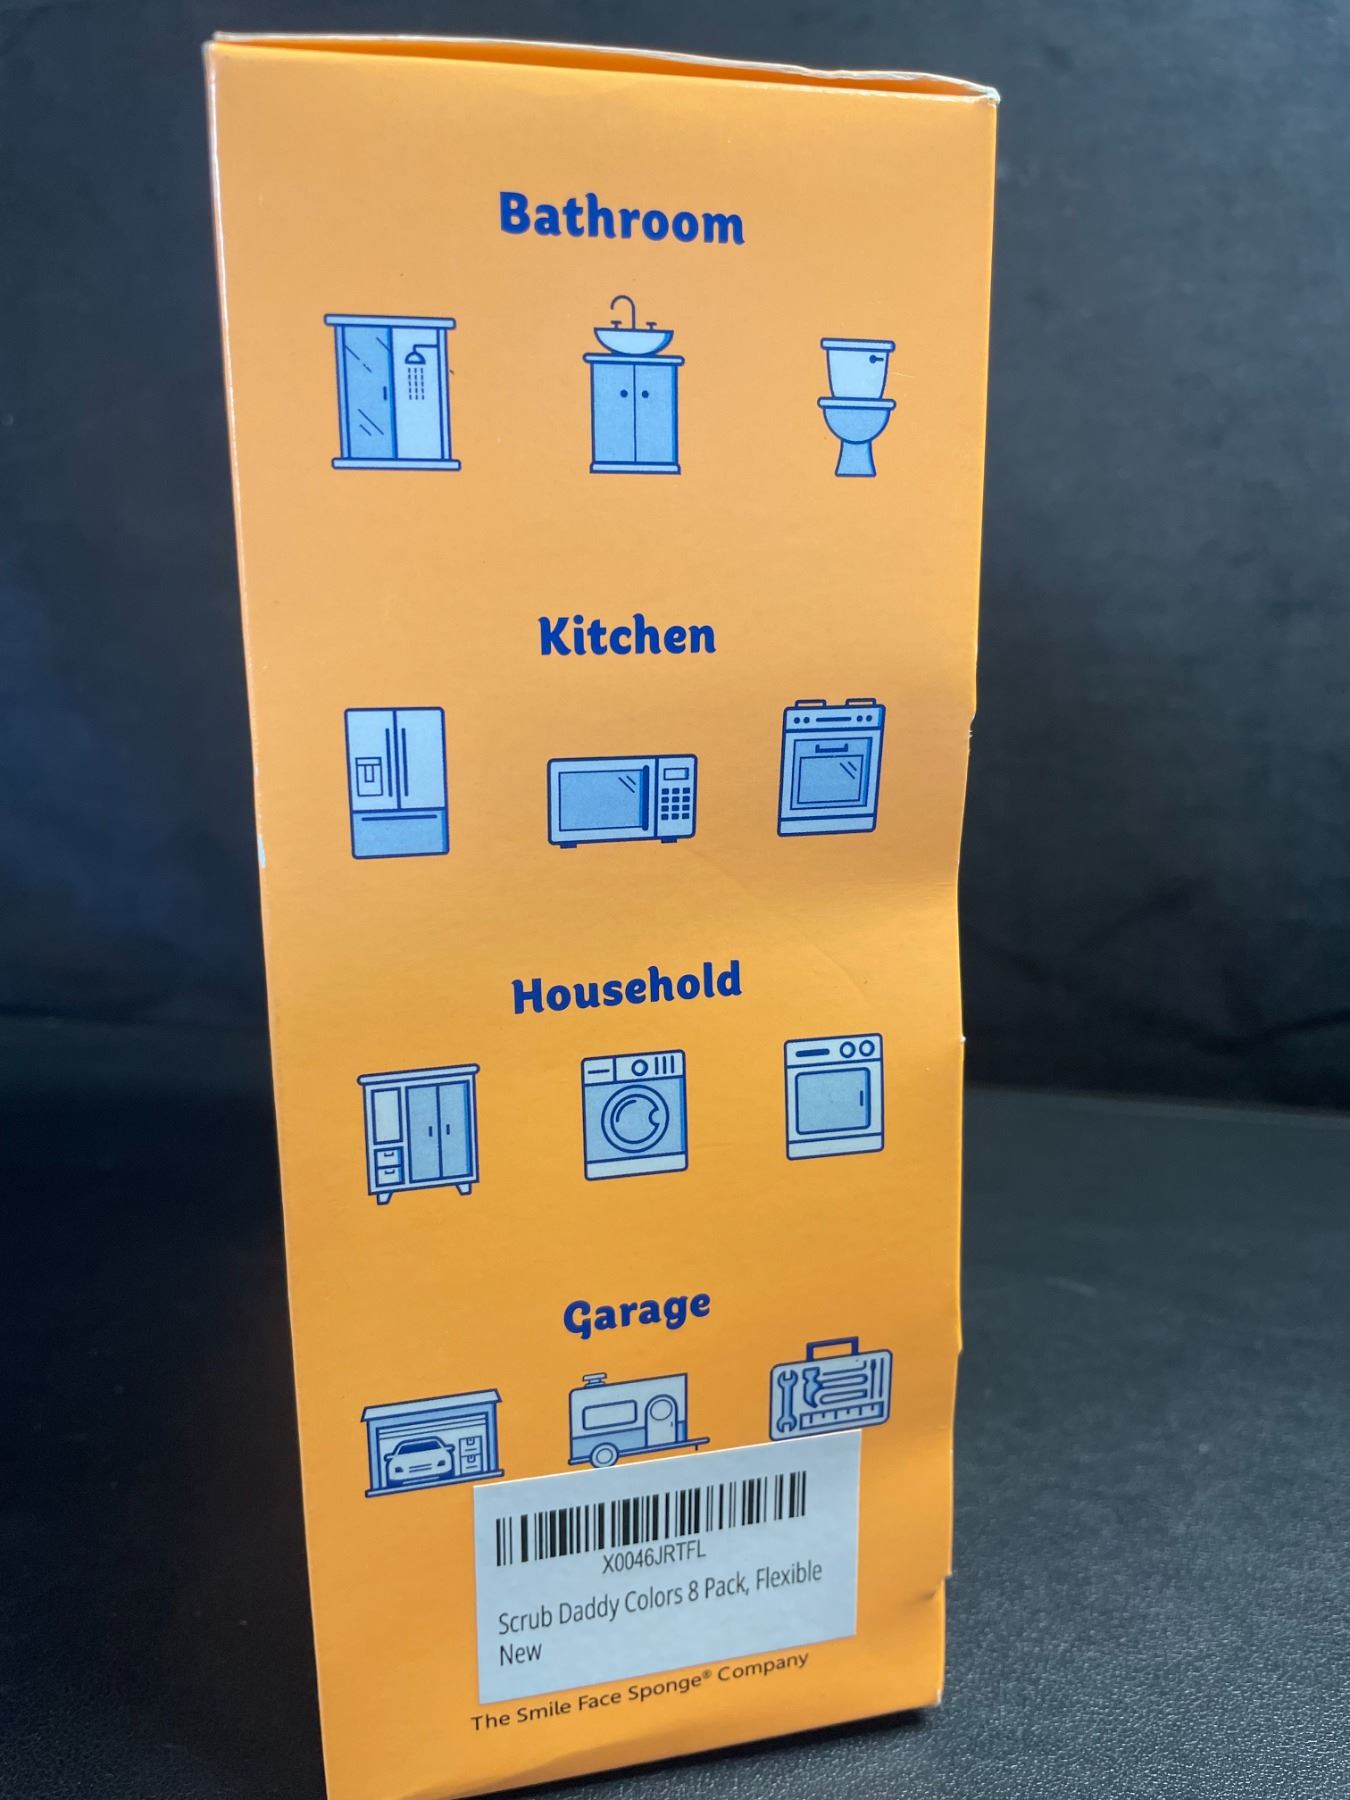 Bathroom
Kitchen
Household
Garage
X0046JRTFL
Scrub Daddy Colors 8 Pack, Flexible
New
The Smile Face Sponge® Company